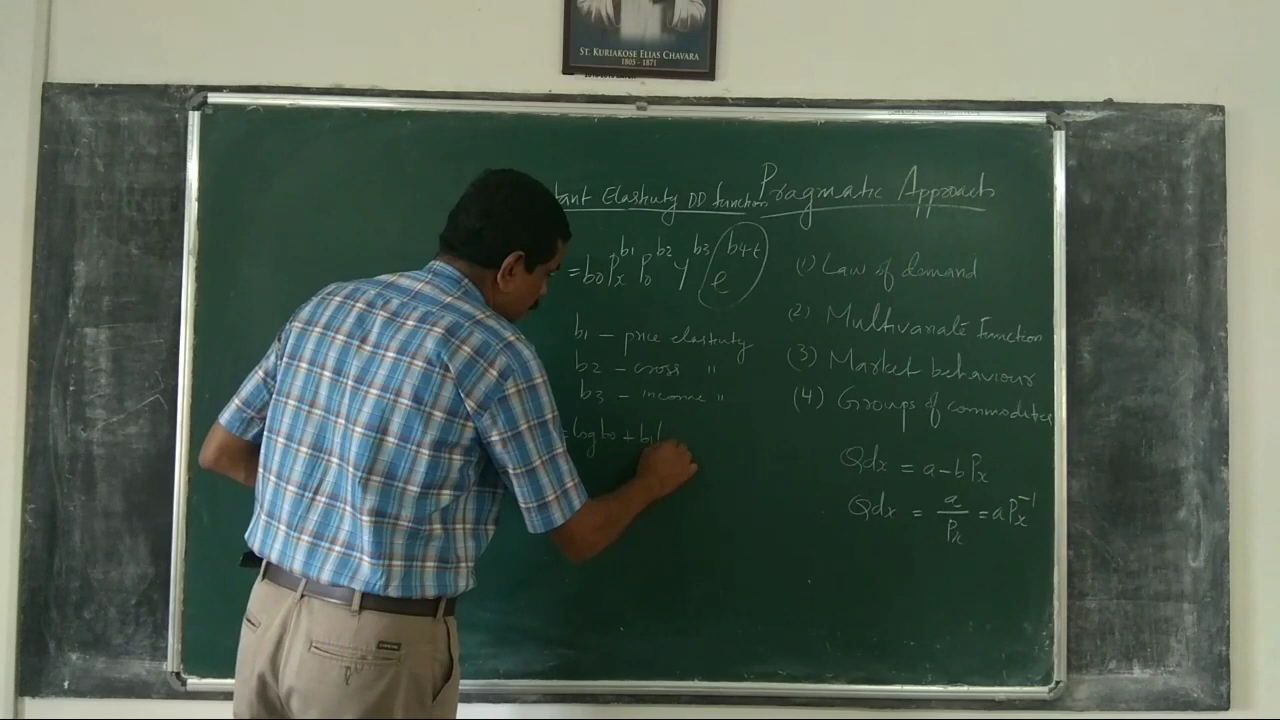 ST. KURIAKOSE ELIAS CHAVARA
1805 - 1871
tant Elasticity DD function
= b0 Px^b1 P0^b2 Y^b3 e^b4t
b1 – price elasticity
b2 – cross "
b3 – income "
= log b0 + b1 l
Pragmatic Approach
(1) Law of demand
(2) Multivariate Function
(3) Market behaviour
(4) Groups of commodities
Qdx = a – b Px
Qdx = a/Px = a Px^-1